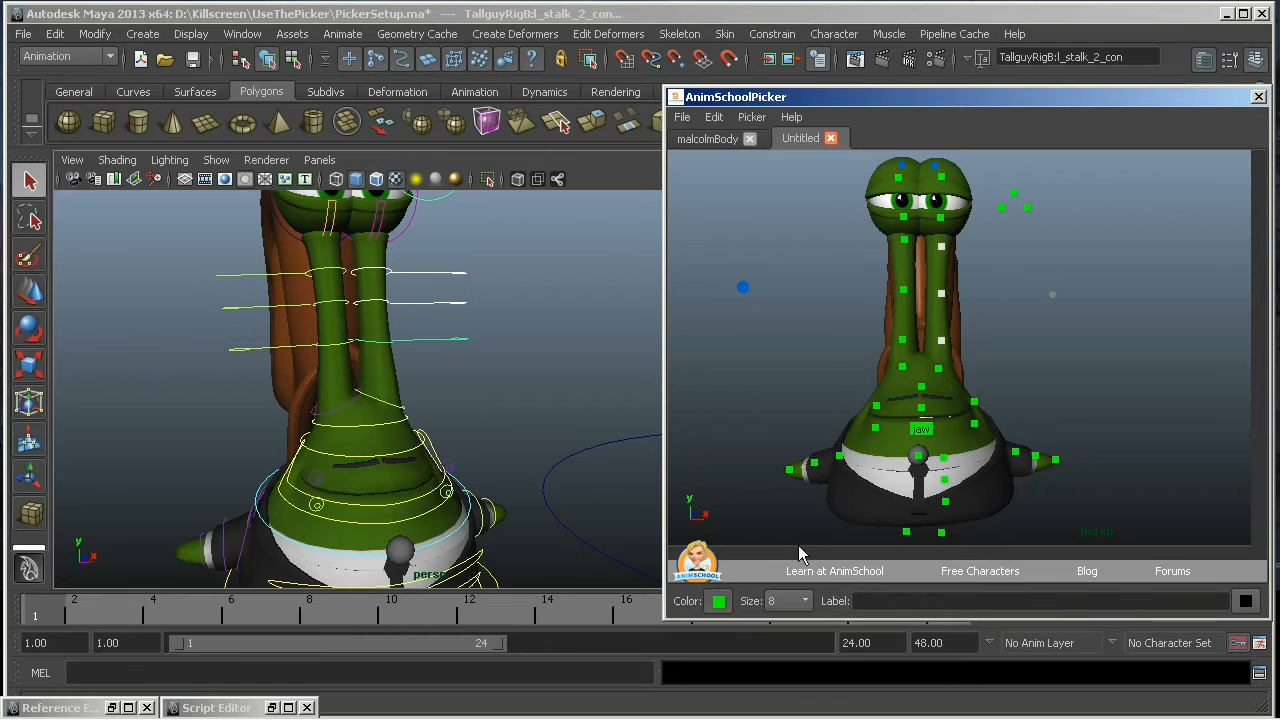 Autodesk Maya 2013 x64: D:\Killscreen\UseThePicker\PickerSetup.ma* --- TallguyRigB:l_stalk_2_con...
File Edit Modify Create Display Window Assets Animate Geometry Cache Create Deformers Edit Deformers Skeleton Skin Constrain Character Muscle Pipeline Cache Help
Animation TallguyRigB:l_stalk_2_con
General Curves Surfaces Polygons Subdivs Deformation Animation Dynamics Rendering
AnimSchoolPicker
File Edit Picker Help
malcolmBody Untitled
View Shading Lighting Show Renderer Panels
jaw
y x
persp
y x
persp
ANIMSCHOOL
Learn at AnimSchool Free Characters Blog Forums
Color: Size: 8 Label:
1 2 4 6 8 10 12 14 16
1.00 1.00 1 24 24.00 48.00 No Anim Layer No Character Set
MEL
Reference E... Script Editor